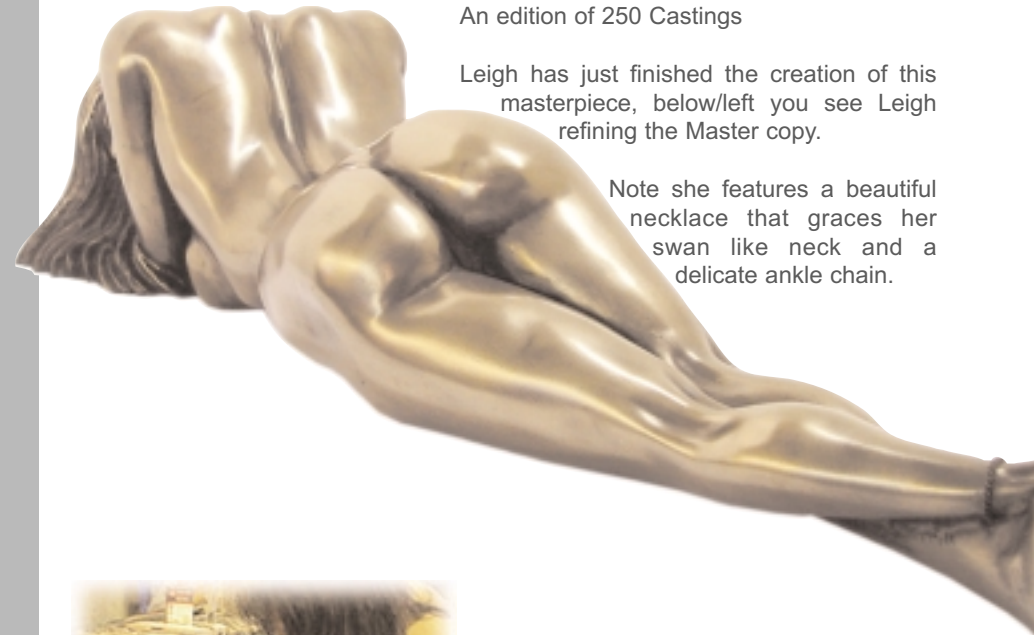 An edition of 250 Castings
Leigh has just finished the creation of this
masterpiece, below/left you see Leigh
refining the Master copy.
Note she features a beautiful
necklace that graces her
swan like neck and a
delicate ankle chain.